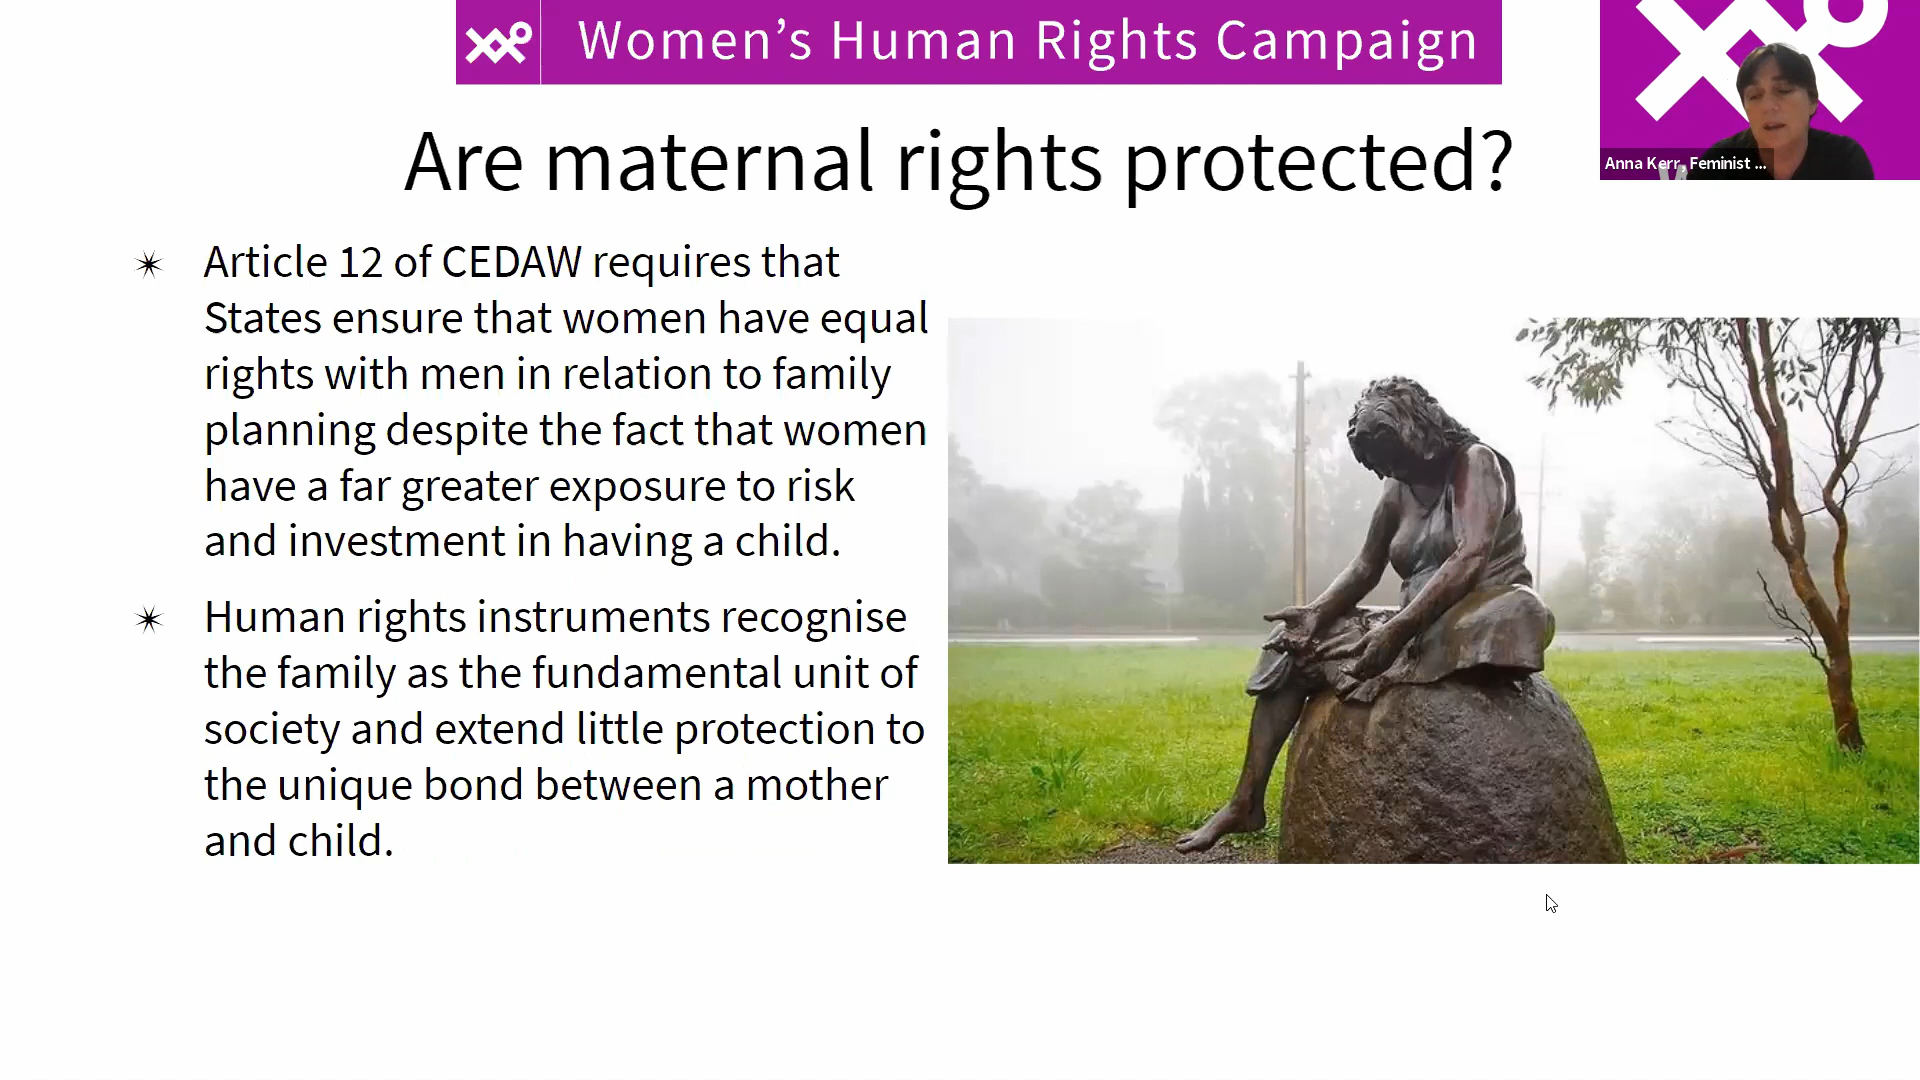 Women’s Human Rights Campaign
Are maternal rights protected?
Anna Kerr, Feminist ...
Article 12 of CEDAW requires that
States ensure that women have equal
rights with men in relation to family
planning despite the fact that women
have a far greater exposure to risk
and investment in having a child.
Human rights instruments recognise
the family as the fundamental unit of
society and extend little protection to
the unique bond between a mother
and child.